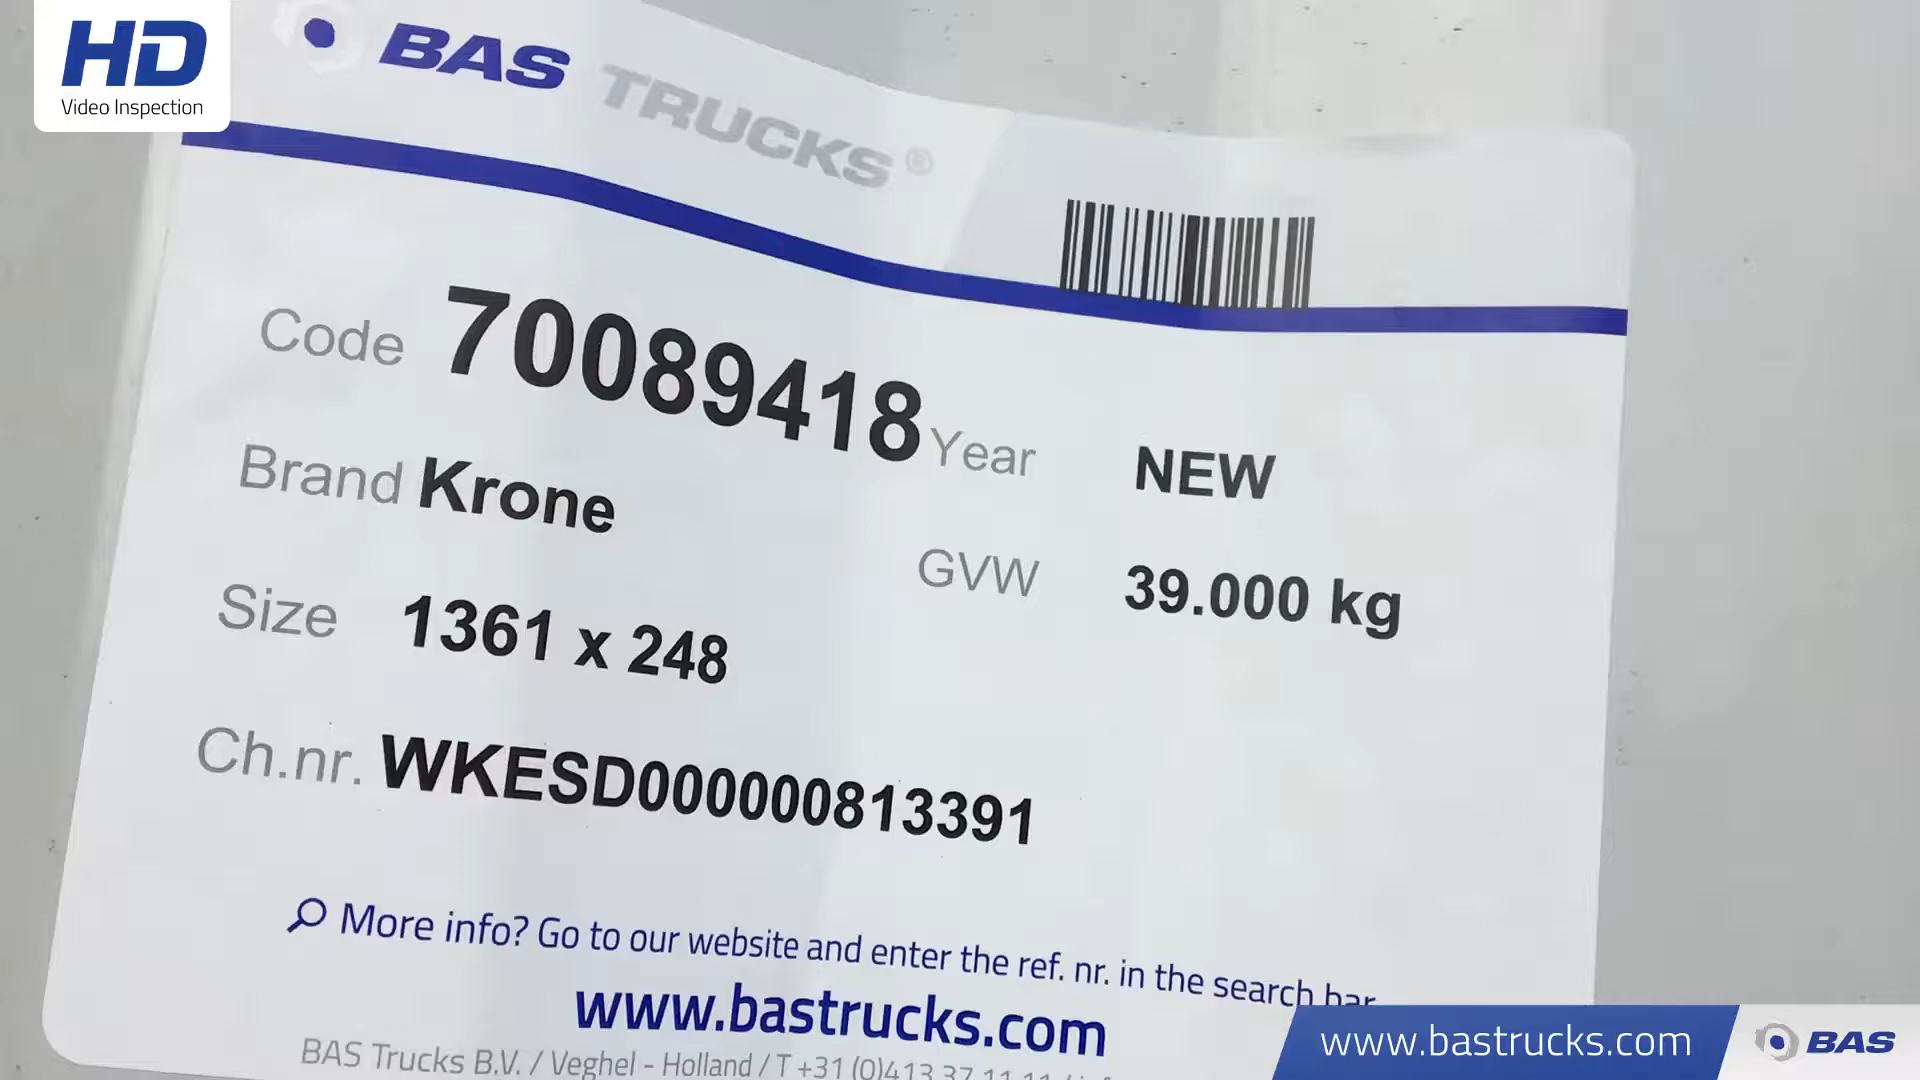 HD
Video Inspection
BAS TRUCKS®
Code 70089418
Year NEW
Brand Krone
GVW 39.000 kg
Size 1361 x 248
Ch.nr. WKESD000000813391
More info? Go to our website and enter the ref. nr. in the search bar
www.bastrucks.com
BAS Trucks B.V. / Veghel - Holland / T +31 (0)413 37 11 11
www.bastrucks.com
BAS